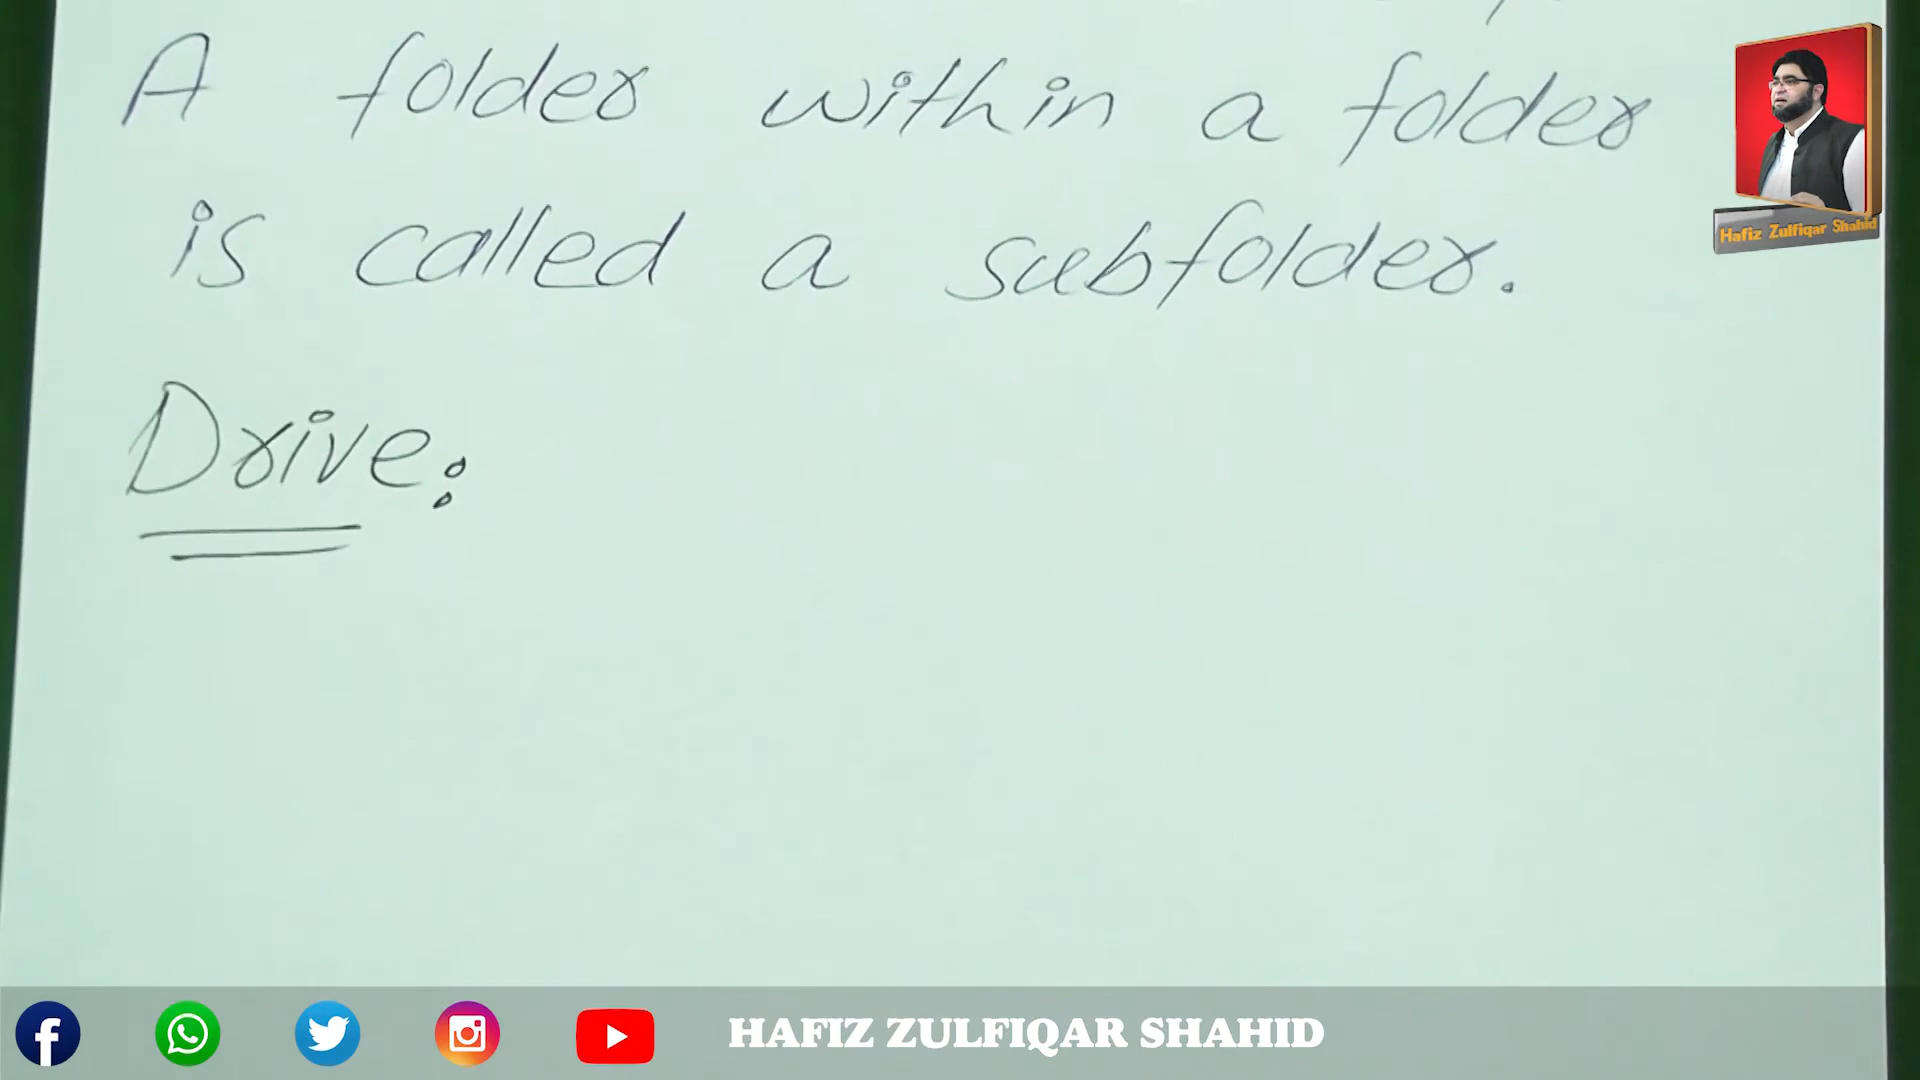 A folder within a folder
is called a subfolder.
Drive:
Hafiz Zulfiqar Shahid
HAFIZ ZULFIQAR SHAHID